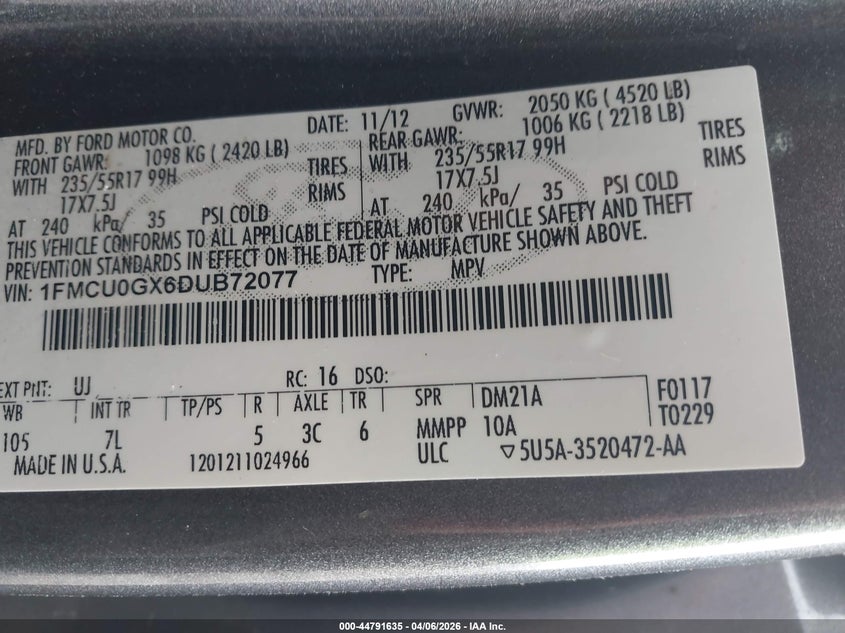 MFD. BY FORD MOTOR CO.
DATE: 11/12 GVWR: 2050 KG ( 4520 LB)
FRONT GAWR: 1098 KG ( 2420 LB) REAR GAWR: 1006 KG ( 2218 LB)
WITH 235/55R17 99H TIRES WITH 235/55R17 99H TIRES
17X7.5J RIMS 17X7.5J RIMS
AT 240 kPa/ 35 PSI COLD AT 240 kPa/ 35 PSI COLD
THIS VEHICLE CONFORMS TO ALL APPLICABLE FEDERAL MOTOR VEHICLE SAFETY AND THEFT
PREVENTION STANDARDS IN EFFECT ON THE DATE OF MANUFACTURE SHOWN ABOVE.
VIN: 1FMCU0GX6DUB72077 TYPE: MPV
EXT PNT: UJ RC: 16 DSO:
WB INT TR TP/PS R AXLE TR SPR DM21A F0117
105 7L 5 3C 6 MMPP 10A T0229
MADE IN U.S.A. 1201211024966 ULC ▽5U5A-3520472-AA
000-44791635 - 04/06/2026 - IAA Inc.